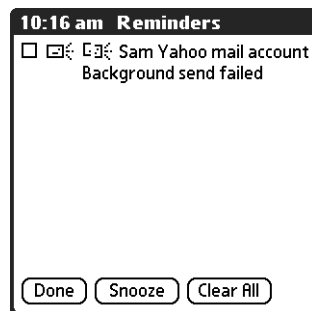 10:16 am Reminders
Sam Yahoo mail account
Background send failed
Done Snooze Clear All